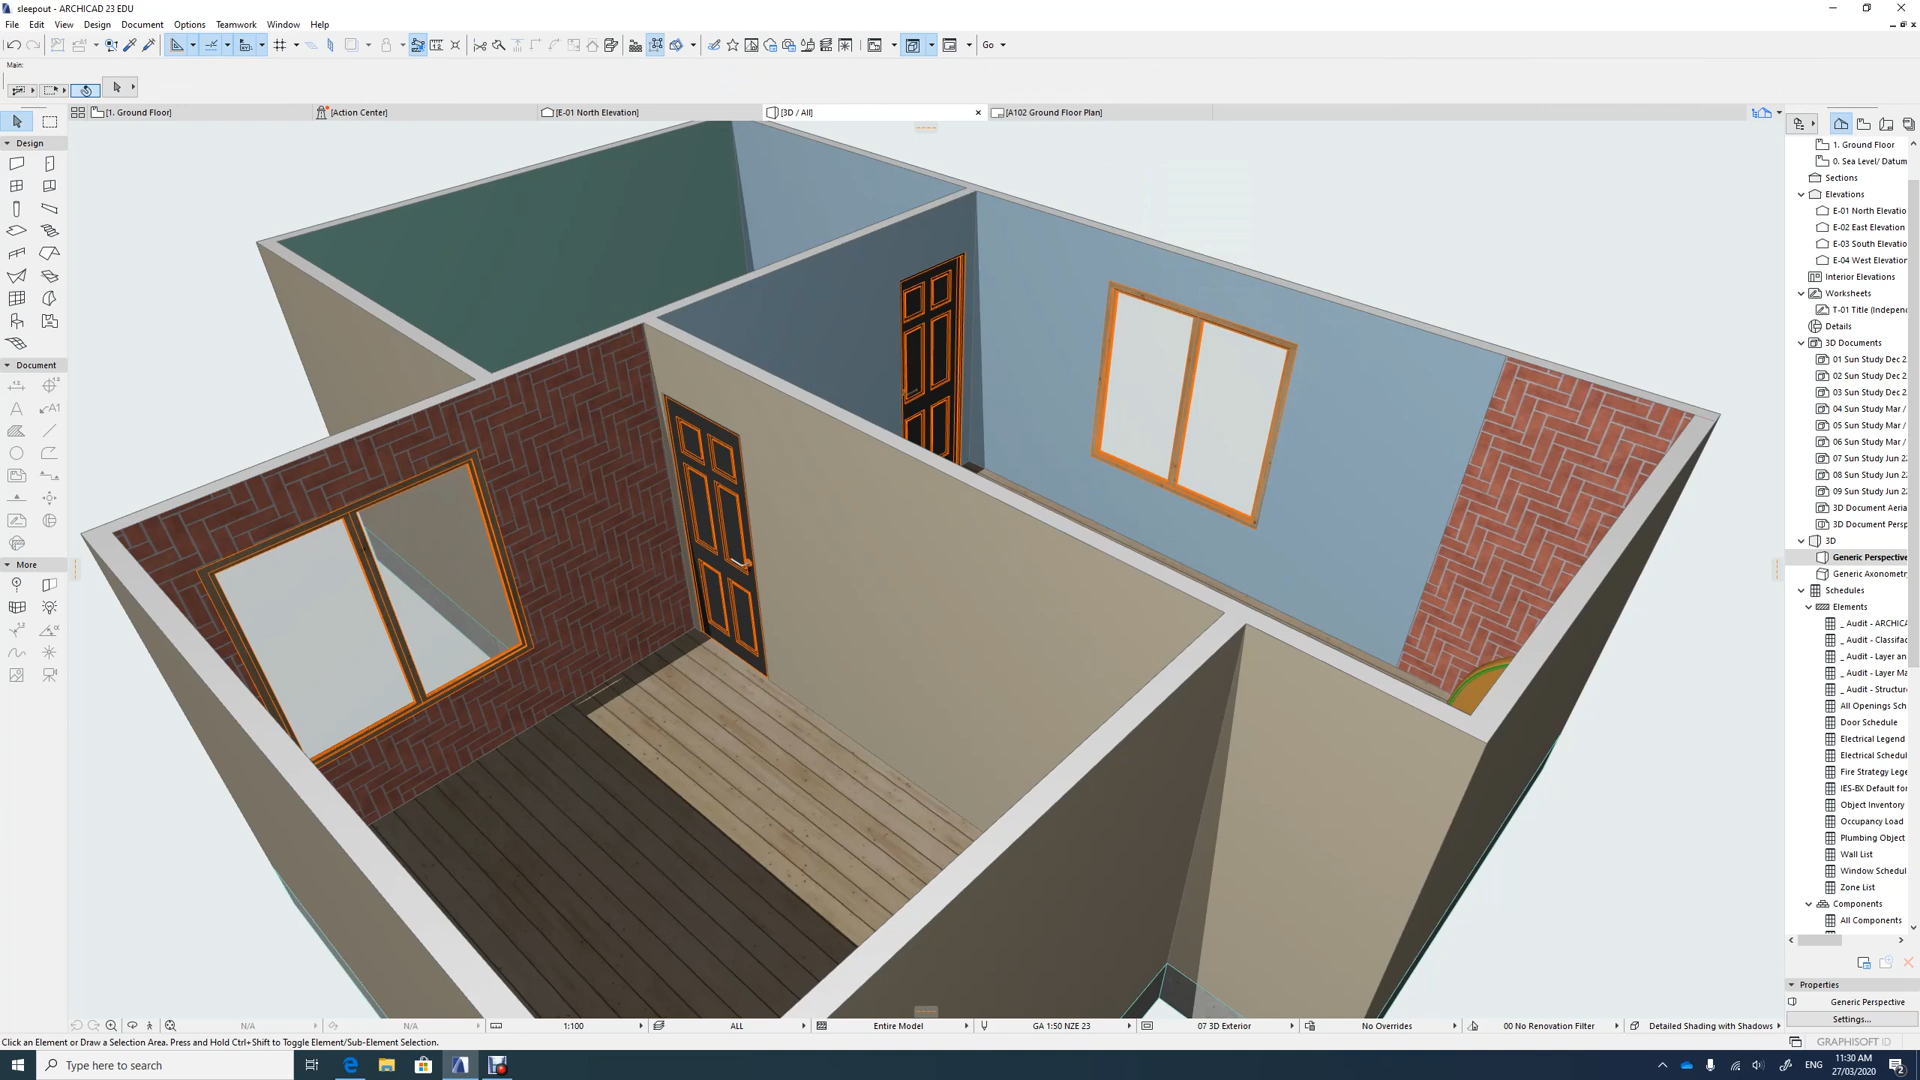 sleepout - ARCHICAD 23 EDU
File Edit View Design Document Options Teamwork Window Help
Go
Main:
[1. Ground Floor] [Action Center] [E-01 North Elevation] [3D / All] [A102 Ground Floor Plan]
Design
Document
A1
More
1. Ground Floor
0. Sea Level/ Datum
Sections
Elevations
E-01 North Elevatio
E-02 East Elevation
E-03 South Elevatio
E-04 West Elevation
Interior Elevations
Worksheets
T-01 Title (Indepen
Details
3D Documents
01 Sun Study Dec 2
02 Sun Study Dec 2
03 Sun Study Dec 2
04 Sun Study Mar /
05 Sun Study Mar /
06 Sun Study Mar /
07 Sun Study Jun 22
08 Sun Study Jun 22
09 Sun Study Jun 22
3D Document Aeria
3D Document Persp
3D
Generic Perspective
Generic Axonometry
Schedules
Elements
_ Audit - ARCHICA
_ Audit - Classifac
_ Audit - Layer an
_ Audit - Layer Ma
_ Audit - Structure
All Openings Sch
Door Schedule
Electrical Legend
Electrical Schedul
Fire Strategy Lege
IES-BX Default for
Object Inventory
Occupancy Load
Plumbing Object
Wall List
Window Schedule
Zone List
Components
All Components
Properties
Generic Perspective
Settings...
N/A N/A 1:100 ALL Entire Model GA 1:50 NZE 23 07 3D Exterior No Overrides 00 No Renovation Filter Detailed Shading with Shadows
Click an Element or Draw a Selection Area. Press and Hold Ctrl+Shift to Toggle Element/Sub-Element Selection.
GRAPHISOFT ID
Type here to search
ENG
11:30 AM
27/03/2020
2